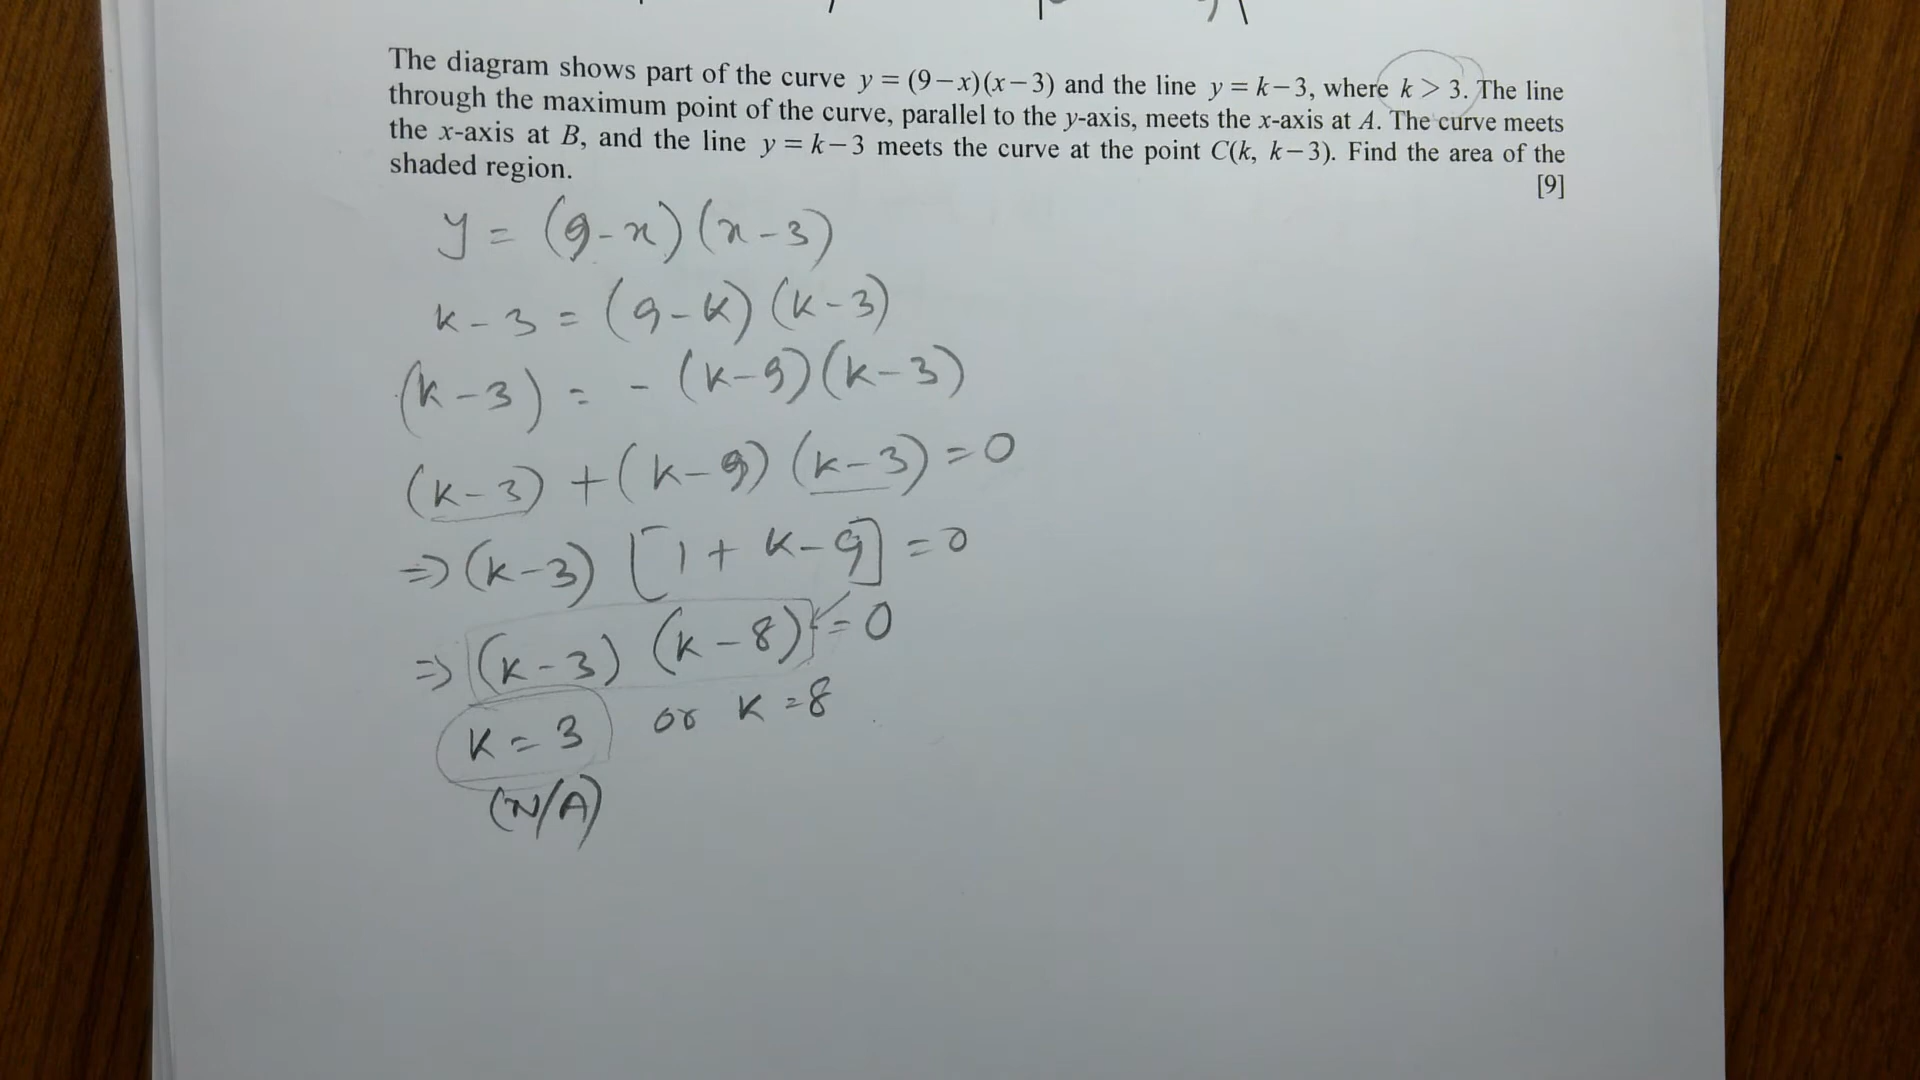 The diagram shows part of the curve y = (9−x)(x−3) and the line y = k−3, where k > 3. The line
through the maximum point of the curve, parallel to the y-axis, meets the x-axis at A. The curve meets
the x-axis at B, and the line y = k−3 meets the curve at the point C(k, k−3). Find the area of the
shaded region.
[9]
y = (9-x)(x-3)
k-3 = (9-k)(k-3)
(k-3) = -(k-9)(k-3)
(k-3) + (k-9)(k-3) = 0
⇒ (k-3) [1 + k-9] = 0
⇒ (k-3) (k-8) = 0
k = 3 or k = 8
(N/A)